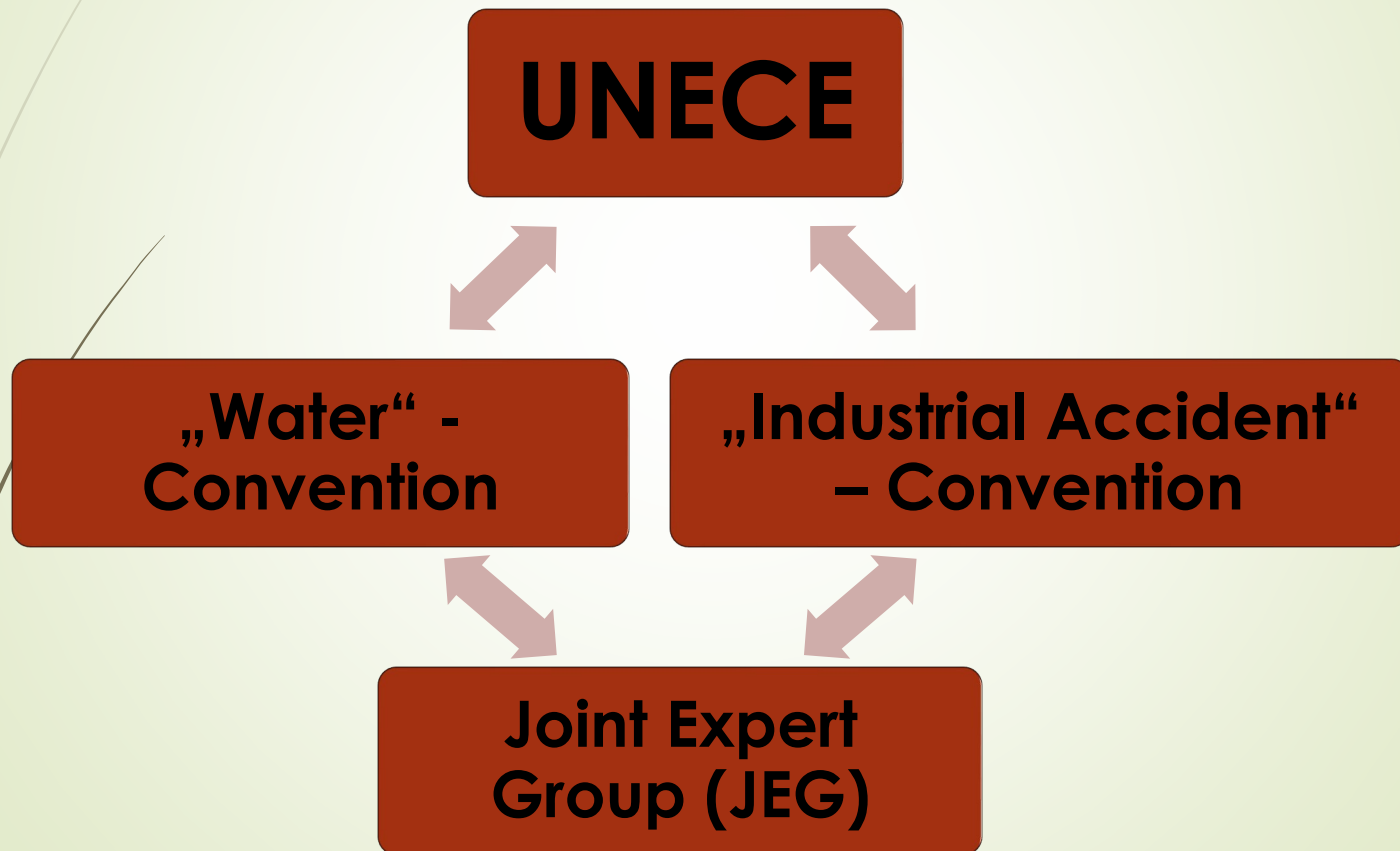 UNECE
„Water“ -
Convention
„Industrial Accident“
– Convention
Joint Expert
Group (JEG)